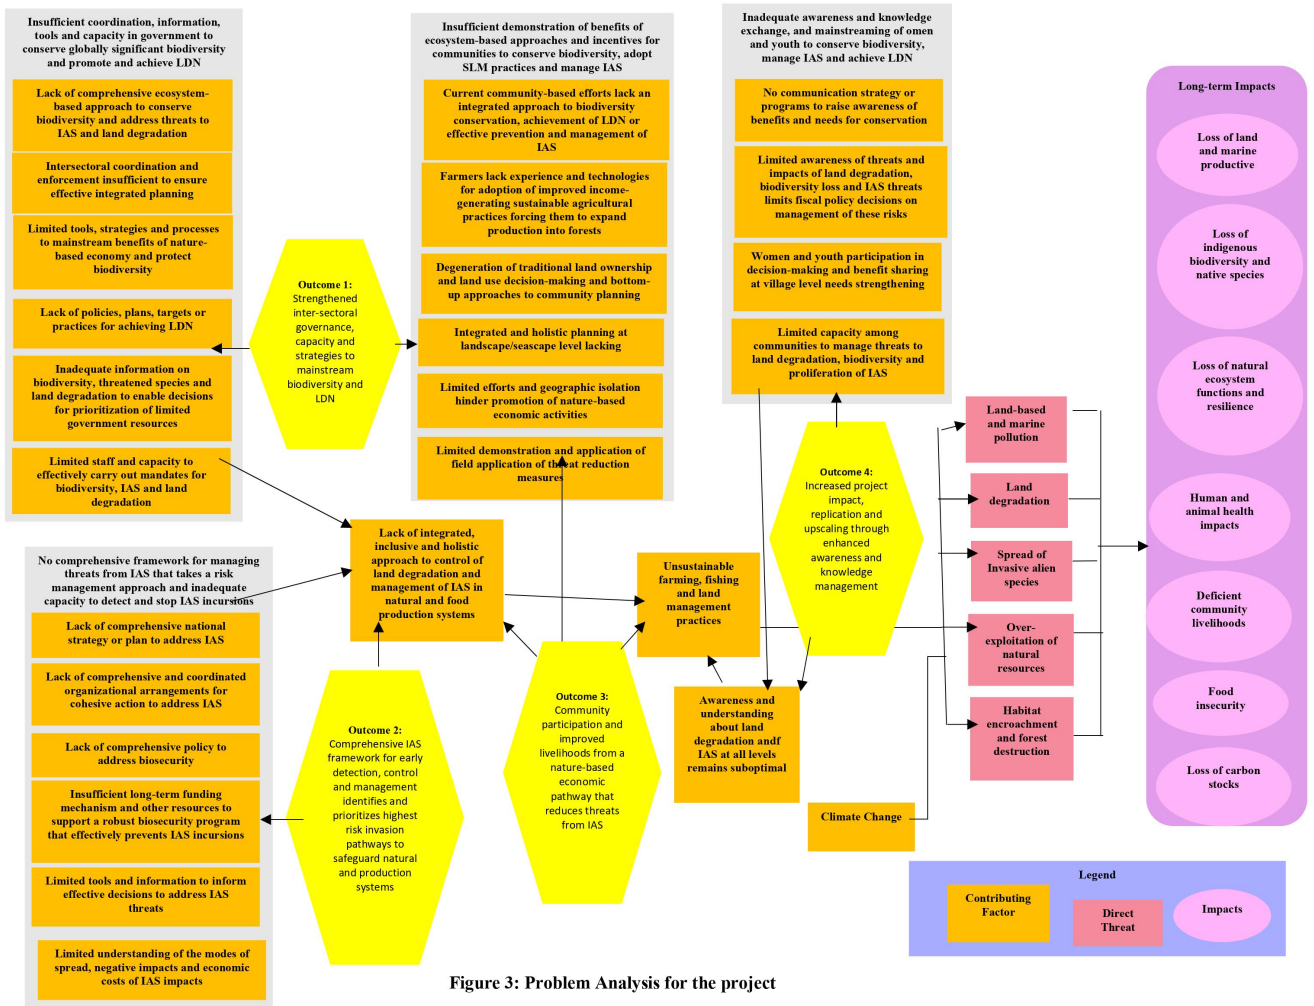 Insufficient coordination, information,
tools and capacity in government to
conserve globally significant biodiversity
and promote and achieve LDN
Lack of comprehensive ecosystem-
based approach to conserve
biodiversity and address threats to
IAS and land degradation
Intersectoral coordination and
enforcement insufficient to ensure
effective integrated planning
Limited tools, strategies and processes
to mainstream benefits of nature-
based economy and protect
biodiversity
Lack of policies, plans, targets or
practices for achieving LDN
Inadequate information on
biodiversity, threatened species and
land degradation to enable decisions
for prioritization of limited
government resources
Limited staff and capacity to
effectively carry out mandates for
biodiversity, IAS and land
degradation
Outcome 1:
Strengthened
inter-sectoral
governance,
capacity and
strategies to
mainstream
biodiversity and
LDN
Insufficient demonstration of benefits of
ecosystem-based approaches and incentives for
communities to conserve biodiversity, adopt
SLM practices and manage IAS
Current community-based efforts lack an
integrated approach to biodiversity
conservation, achievement of LDN or
effective prevention and management of
IAS
Farmers lack experience and technologies
for adoption of improved income-
generating sustainable agricultural
practices forcing them to expand
production into forests
Degeneration of traditional land ownership
and land use decision-making and bottom-
up approaches to community planning
Integrated and holistic planning at
landscape/seascape level lacking
Limited efforts and geographic isolation
hinder promotion of nature-based
economic activities
Limited demonstration and application of
field application of threat reduction
measures
Inadequate awareness and knowledge
exchange, and mainstreaming of omen
and youth to conserve biodiversity,
manage IAS and achieve LDN
No communication strategy or
programs to raise awareness of
benefits and needs for conservation
Limited awareness of threats and
impacts of land degradation,
biodiversity loss and IAS threats
limits fiscal policy decisions on
management of these risks
Women and youth participation in
decision-making and benefit sharing
at village level needs strengthening
Limited capacity among
communities to manage threats to
land degradation, biodiversity and
proliferation of IAS
No comprehensive framework for managing
threats from IAS that takes a risk
management approach and inadequate
capacity to detect and stop IAS incursions
Lack of comprehensive national
strategy or plan to address IAS
Lack of comprehensive and coordinated
organizational arrangements for
cohesive action to address IAS
Lack of comprehensive policy to
address biosecurity
Insufficient long-term funding
mechanism and other resources to
support a robust biosecurity program
that effectively prevents IAS incursions
Limited tools and information to inform
effective decisions to address IAS
threats
Limited understanding of the modes of
spread, negative impacts and economic
costs of IAS impacts
Lack of integrated,
inclusive and holistic
approach to control of
land degradation and
management of IAS in
natural and food
production systems
Outcome 2:
Comprehensive IAS
framework for early
detection, control
and management
identifies and
prioritizes highest
risk invasion
pathways to
safeguard natural
and production
systems
Outcome 3:
Community
participation and
improved
livelihoods from a
nature-based
economic
pathway that
reduces threats
from IAS
Unsustainable
farming, fishing
and land
management
practices
Awareness and
understanding
about land
degradation andf
IAS at all levels
remains suboptimal
Outcome 4:
Increased project
impact,
replication and
upscaling through
enhanced
awareness and
knowledge
management
Climate Change
Land-based
and marine
pollution
Land
degradation
Spread of
Invasive alien
species
Over-
exploitation of
natural
resources
Habitat
encroachment
and forest
destruction
Long-term Impacts
Loss of land
and marine
productive
Loss of
indigenous
biodiversity and
native species
Loss of natural
ecosystem
functions and
resilience
Human and
animal health
impacts
Deficient
community
livelihoods
Food
insecurity
Loss of carbon
stocks
Legend
Contributing
Factor
Direct
Threat
Impacts
Figure 3: Problem Analysis for the project